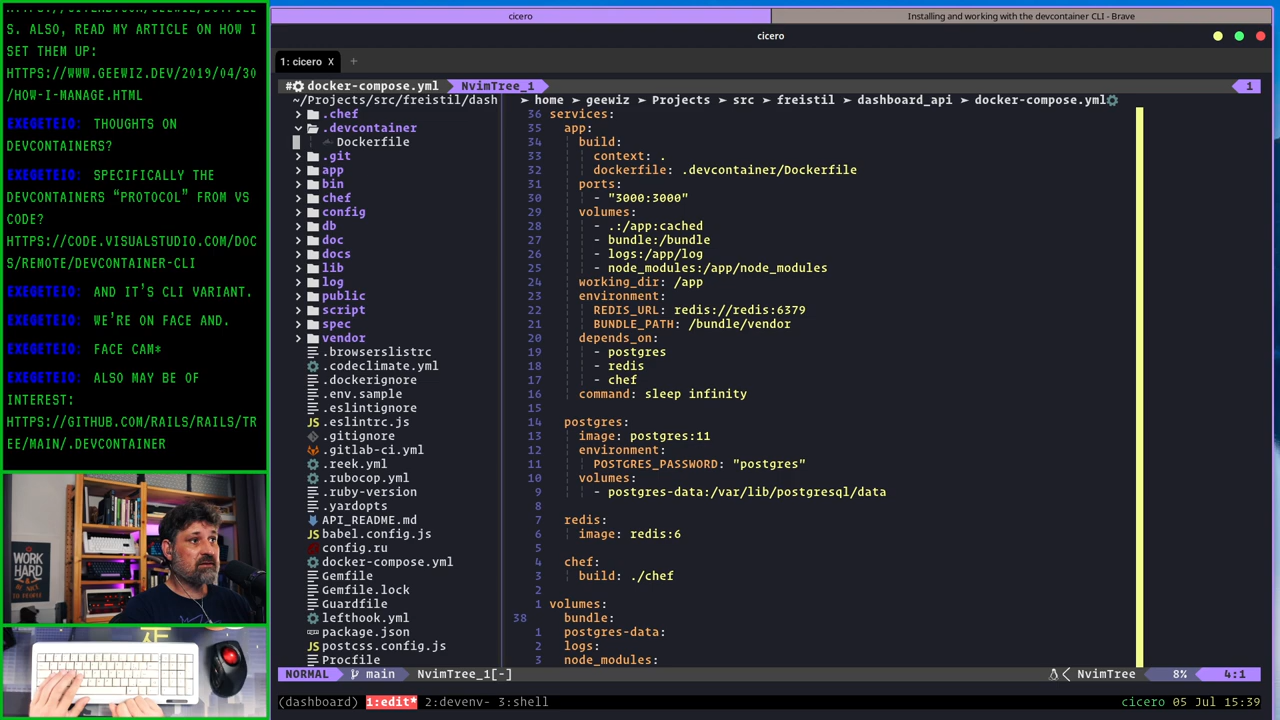 S. ALSO, READ MY ARTICLE ON HOW I
SET THEM UP:
HTTPS://WWW.GEEWIZ.DEV/2019/04/30
/HOW-I-MANAGE.HTML
EXEGETEIO: THOUGHTS ON
DEVCONTAINERS?
EXEGETEIO: SPECIFICALLY THE
DEVCONTAINERS “PROTOCOL” FROM VS
CODE?
HTTPS://CODE.VISUALSTUDIO.COM/DOC
S/REMOTE/DEVCONTAINER-CLI
EXEGETEIO: AND IT’S CLI VARIANT.
EXEGETEIO: WE’RE ON FACE AND.
EXEGETEIO: FACE CAM*
EXEGETEIO: ALSO MAY BE OF
INTEREST:
HTTPS://GITHUB.COM/RAILS/RAILS/TR
EE/MAIN/.DEVCONTAINER
WORK
HARD
cicero
Installing and working with the devcontainer CLI - Brave
cicero
1: cicero X +
#docker-compose.yml NvimTree_1 1
~/Projects/src/freistil/dash
.chef
.devcontainer
Dockerfile
.git
app
bin
chef
config
db
doc
docs
lib
log
public
script
spec
vendor
.browserslistrc
.codeclimate.yml
.dockerignore
.env.sample
.eslintignore
.eslintrc.js
.gitignore
.gitlab-ci.yml
.reek.yml
.rubocop.yml
.ruby-version
.yardopts
API_README.md
babel.config.js
config.ru
docker-compose.yml
Gemfile
Gemfile.lock
Guardfile
lefthook.yml
package.json
postcss.config.js
Procfile
► home ► geewiz ► Projects ► src ► freistil ► dashboard_api ► docker-compose.yml
36 services:
35 app:
34 build:
33 context: .
32 dockerfile: .devcontainer/Dockerfile
31 ports:
30 - "3000:3000"
29 volumes:
28 - .:/app:cached
27 - bundle:/bundle
26 - logs:/app/log
25 - node_modules:/app/node_modules
24 working_dir: /app
23 environment:
22 REDIS_URL: redis://redis:6379
21 BUNDLE_PATH: /bundle/vendor
20 depends_on:
19 - postgres
18 - redis
17 - chef
16 command: sleep infinity
15
14 postgres:
13 image: postgres:11
12 environment:
11 POSTGRES_PASSWORD: "postgres"
10 volumes:
9 - postgres-data:/var/lib/postgresql/data
8
7 redis:
6 image: redis:6
5
4 chef:
3 build: ./chef
2
1 volumes:
38 bundle:
1 postgres-data:
2 logs:
3 node_modules:
NORMAL main NvimTree_1[-] NvimTree 8% 4:1
(dashboard) 1:edit* 2:devenv- 3:shell cicero 05 Jul 15:39